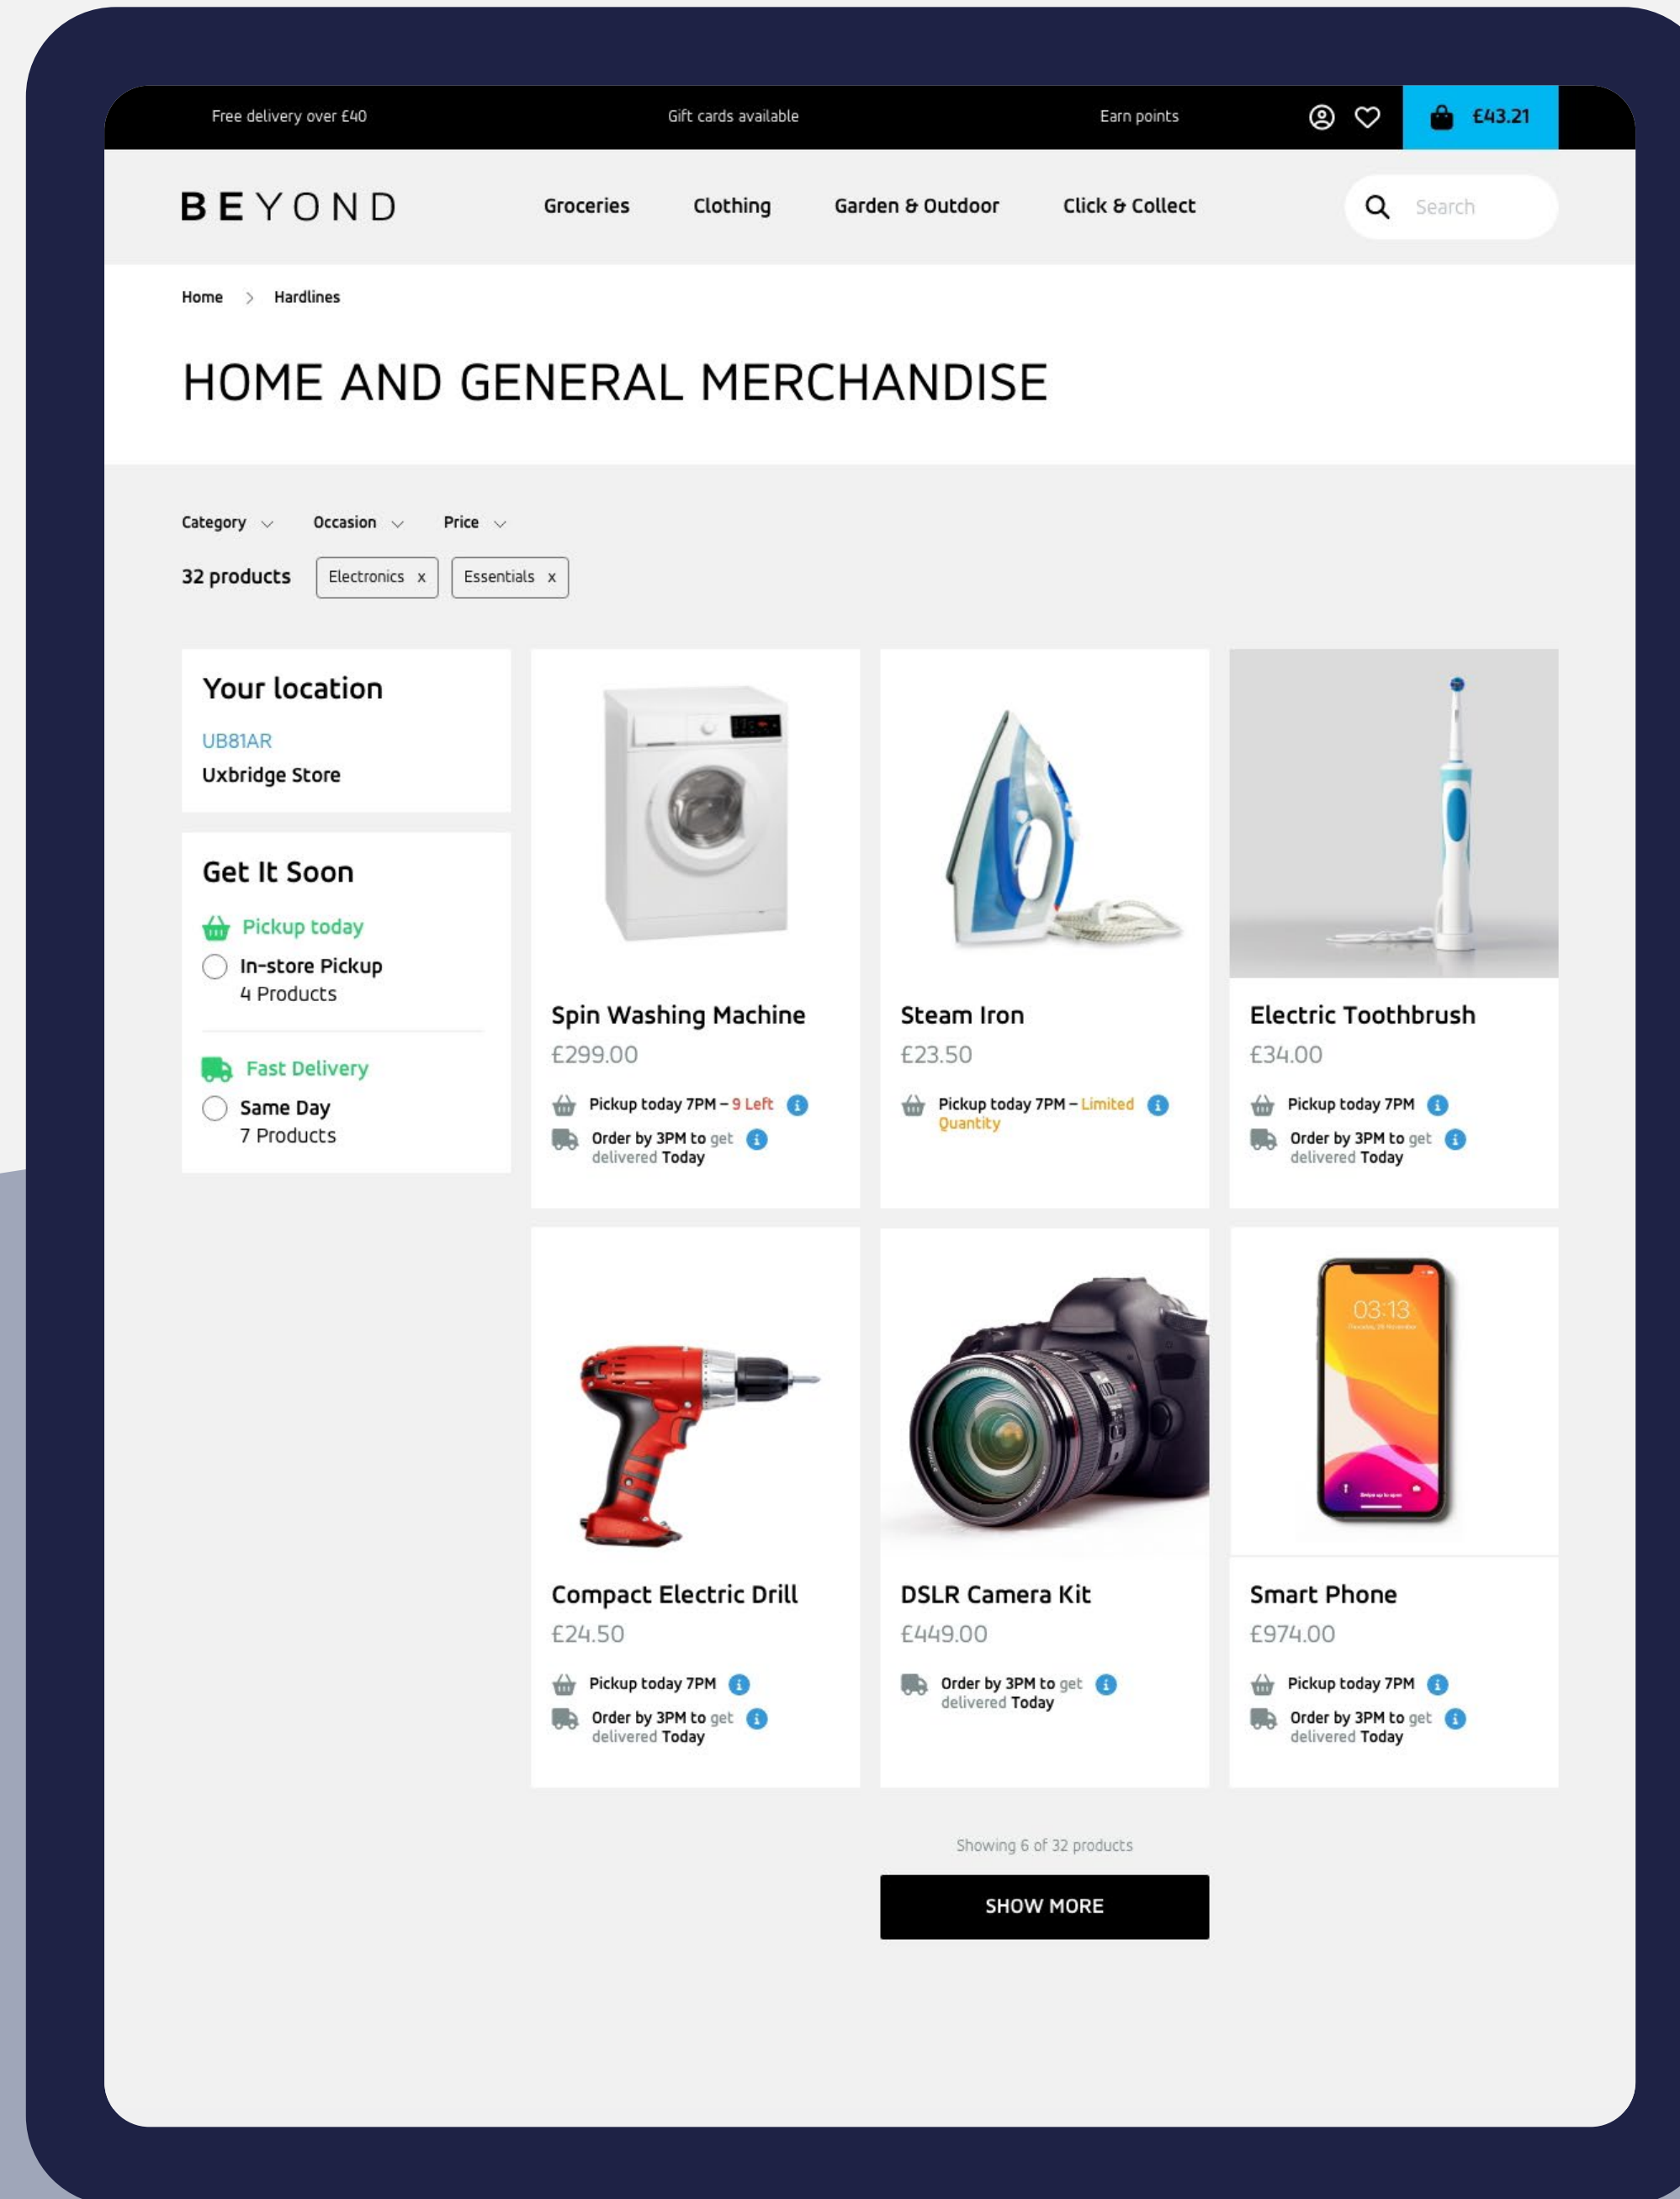 Free delivery over £40
Gift cards available
Earn points
£43.21
BEYOND
Groceries
Clothing
Garden & Outdoor
Click & Collect
Search
Home > Hardlines
HOME AND GENERAL MERCHANDISE
Category
Occasion
Price
32 products
Electronics x
Essentials x
Your location
UB81AR
Uxbridge Store
Get It Soon
Pickup today
In-store Pickup
4 Products
Fast Delivery
Same Day
7 Products
Spin Washing Machine
£299.00
Pickup today 7PM – 9 Left
Order by 3PM to get
delivered Today
Steam Iron
£23.50
Pickup today 7PM – Limited
Quantity
Electric Toothbrush
£34.00
Pickup today 7PM
Order by 3PM to get
delivered Today
Compact Electric Drill
£24.50
Pickup today 7PM
Order by 3PM to get
delivered Today
DSLR Camera Kit
£449.00
Order by 3PM to get
delivered Today
03:13
Smart Phone
£974.00
Pickup today 7PM
Order by 3PM to get
delivered Today
Showing 6 of 32 products
SHOW MORE